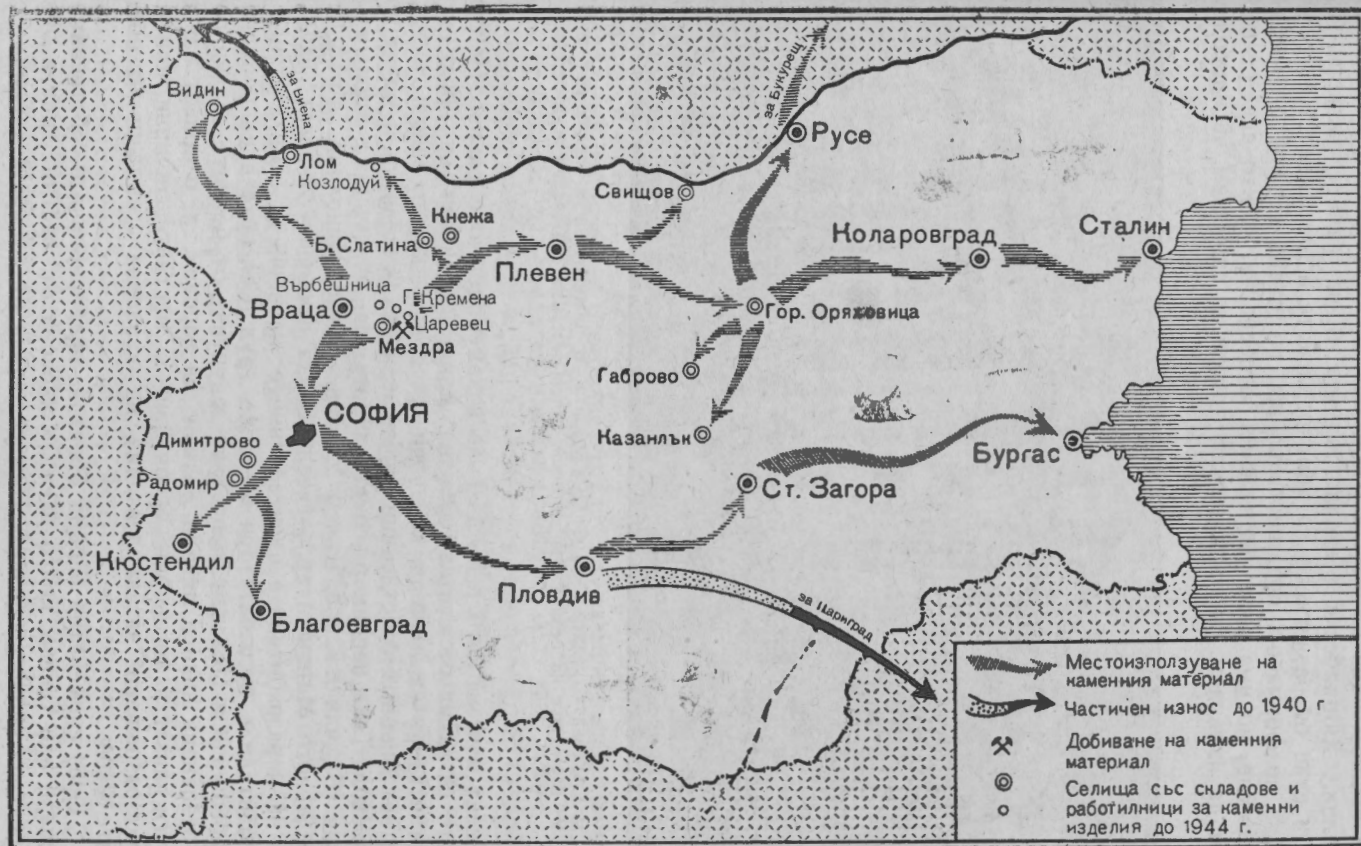 за Виена
за Букурещ
Видин
Русе
Лом
Козлодуй
Свищов
Кнежа
Б. Слатина
Плевен
Коларовград
Сталин
Върбешница
Г. Кремена
Враца
Царевец
Мездра
Гор. Оряховица
Габрово
СОФИЯ
Казанлък
Димитрово
Радомир
Бургас
Ст. Загора
Кюстендил
Пловдив
за Цариград
Благоевград
Местоизползуване на
каменния материал
Частичен износ до 1940 г
Добиване на каменния
материал
Селища със складове и
работилници за каменни
изделия до 1944 г.